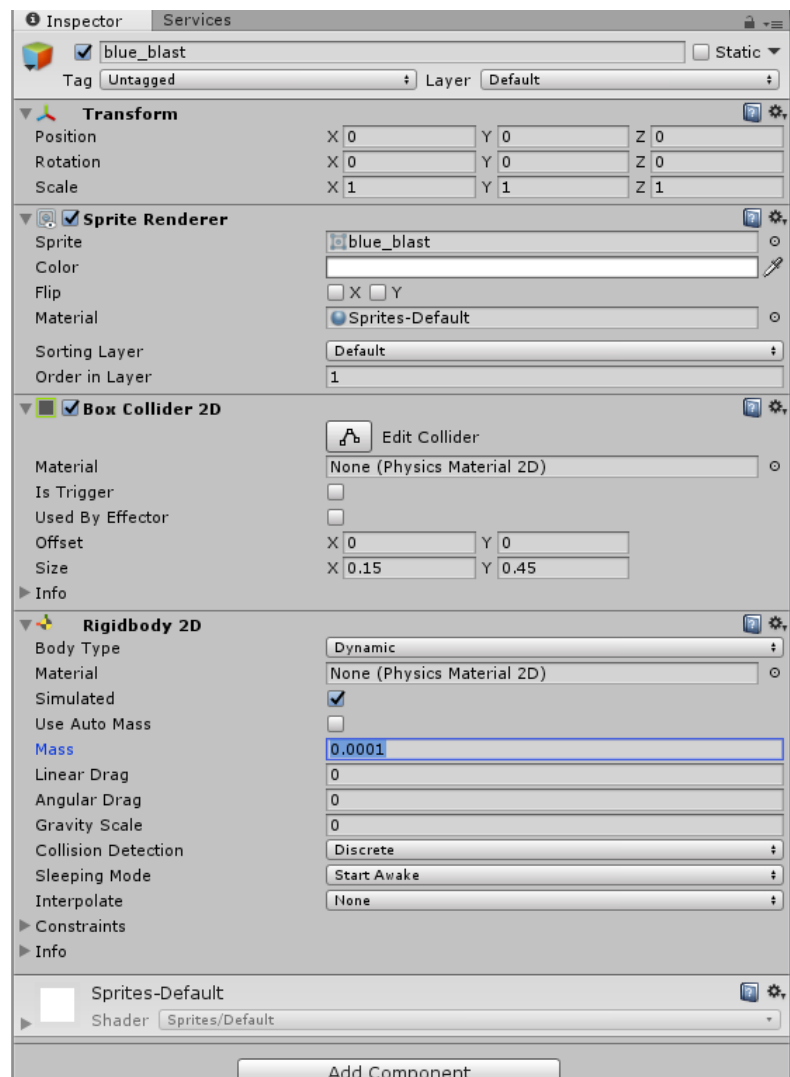 Inspector Services
blue_blast Static
Tag Untagged Layer Default
Transform
Position X 0 Y 0 Z 0
Rotation X 0 Y 0 Z 0
Scale X 1 Y 1 Z 1
Sprite Renderer
Sprite blue_blast
Color
Flip X Y
Material Sprites-Default
Sorting Layer Default
Order in Layer 1
Box Collider 2D
Edit Collider
Material None (Physics Material 2D)
Is Trigger
Used By Effector
Offset X 0 Y 0
Size X 0.15 Y 0.45
Info
Rigidbody 2D
Body Type Dynamic
Material None (Physics Material 2D)
Simulated
Use Auto Mass
Mass 0.0001
Linear Drag 0
Angular Drag 0
Gravity Scale 0
Collision Detection Discrete
Sleeping Mode Start Awake
Interpolate None
Constraints
Info
Sprites-Default
Shader Sprites/Default
Add Component